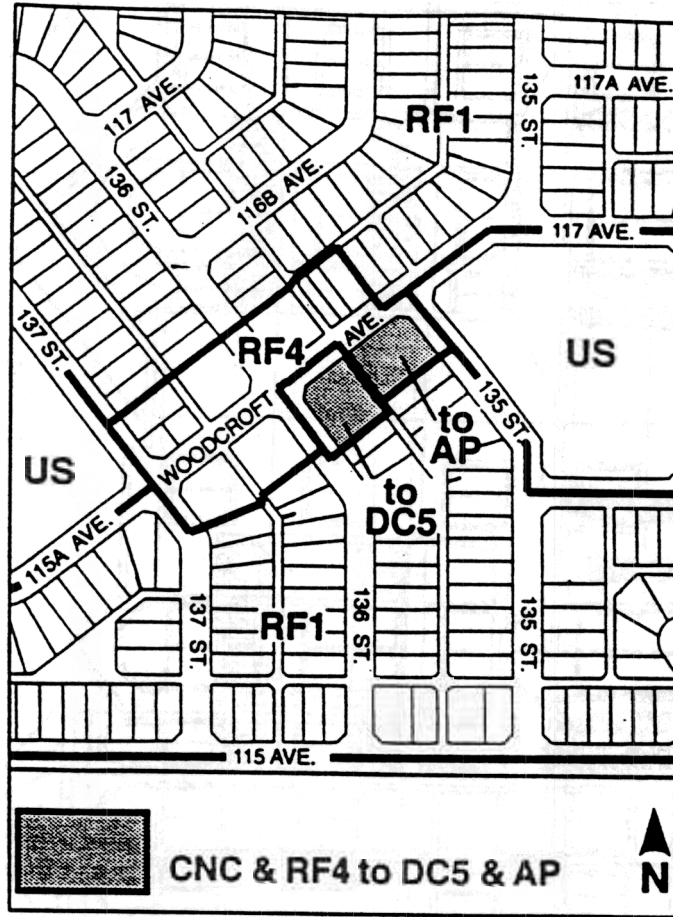 117A AVE.
135 ST.
117 AVE.
RF1
136 ST.
116B AVE.
117 AVE.
137 ST.
RF4
AVE.
US
135 ST.
to
AP
WOODCROFT
US
to
DC5
115A AVE.
137 ST.
RF1
136 ST.
135 ST.
115 AVE.
CNC & RF4 to DC5 & AP
N